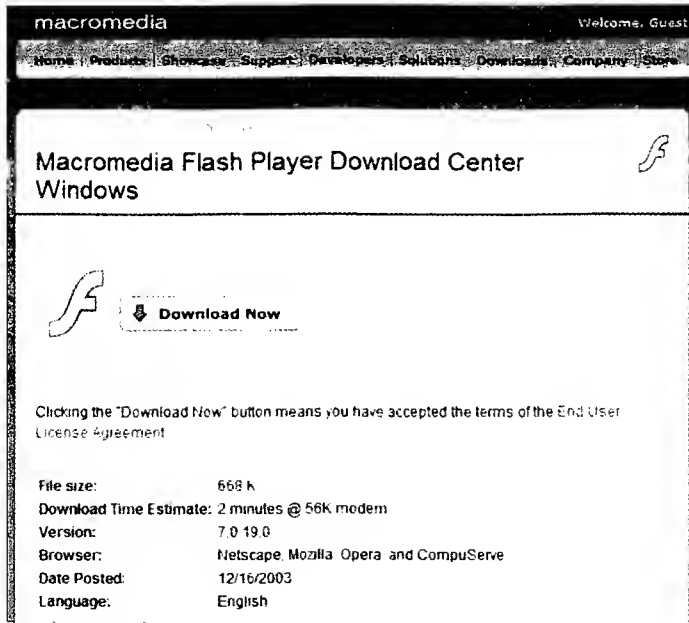 macromedia
Welcome, Guest
Home Products Showcase Support Developers Solutions Downloads Company Store
Macromedia Flash Player Download Center
Windows
Download Now
Clicking the "Download Now" button means you have accepted the terms of the End User
License Agreement
File size: 668 K
Download Time Estimate: 2 minutes @ 56K modem
Version: 7.0.19.0
Browser: Netscape, Mozilla, Opera, and CompuServe
Date Posted: 12/16/2003
Language: English